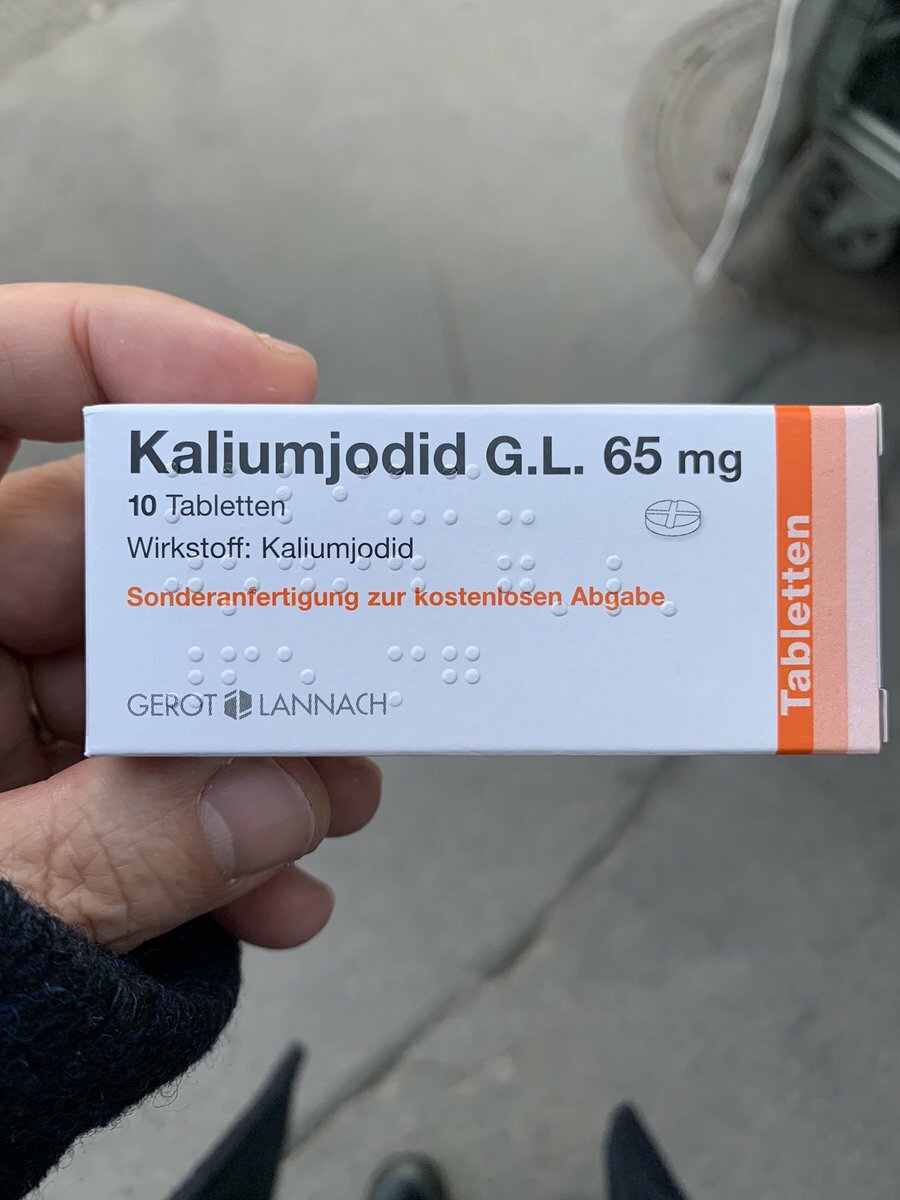 Kaliumjodid G.L. 65 mg
10 Tabletten
Wirkstoff: Kaliumjodid
Sonderanfertigung zur kostenlosen Abgabe
GEROT LANNACH
Tabletten